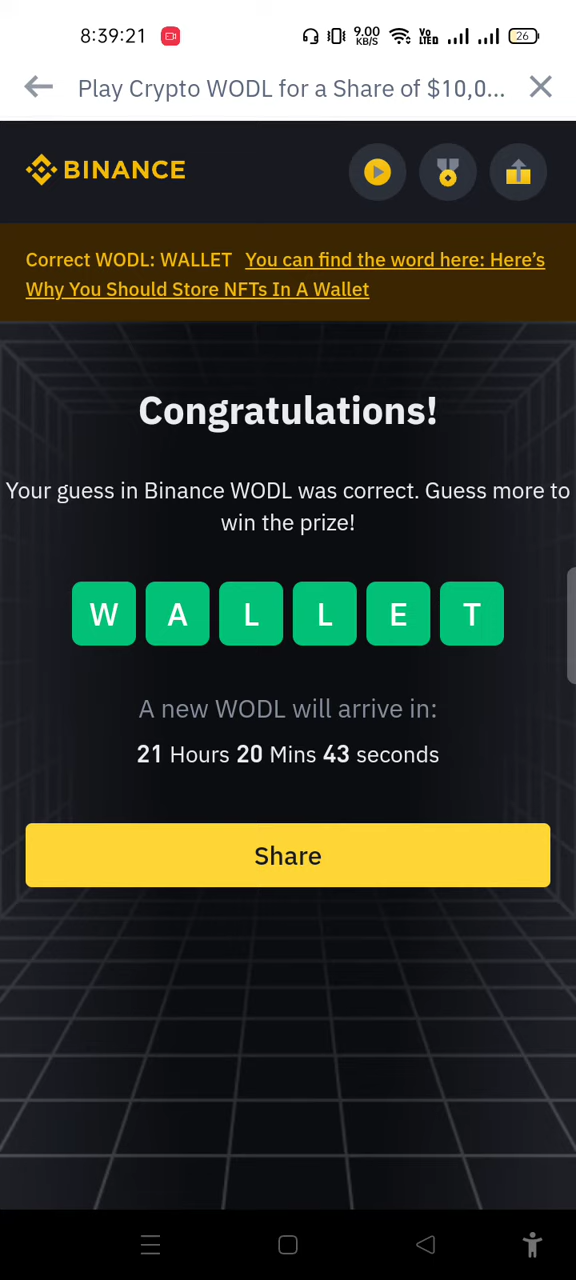 8:39:21 9.00 KB/S Vo LTED 26
Play Crypto WODL for a Share of $10,0...
BINANCE
Correct WODL: WALLET You can find the word here: Here's
Why You Should Store NFTs In A Wallet
Congratulations!
Your guess in Binance WODL was correct. Guess more to
win the prize!
W A L L E T
A new WODL will arrive in:
21 Hours 20 Mins 43 seconds
Share